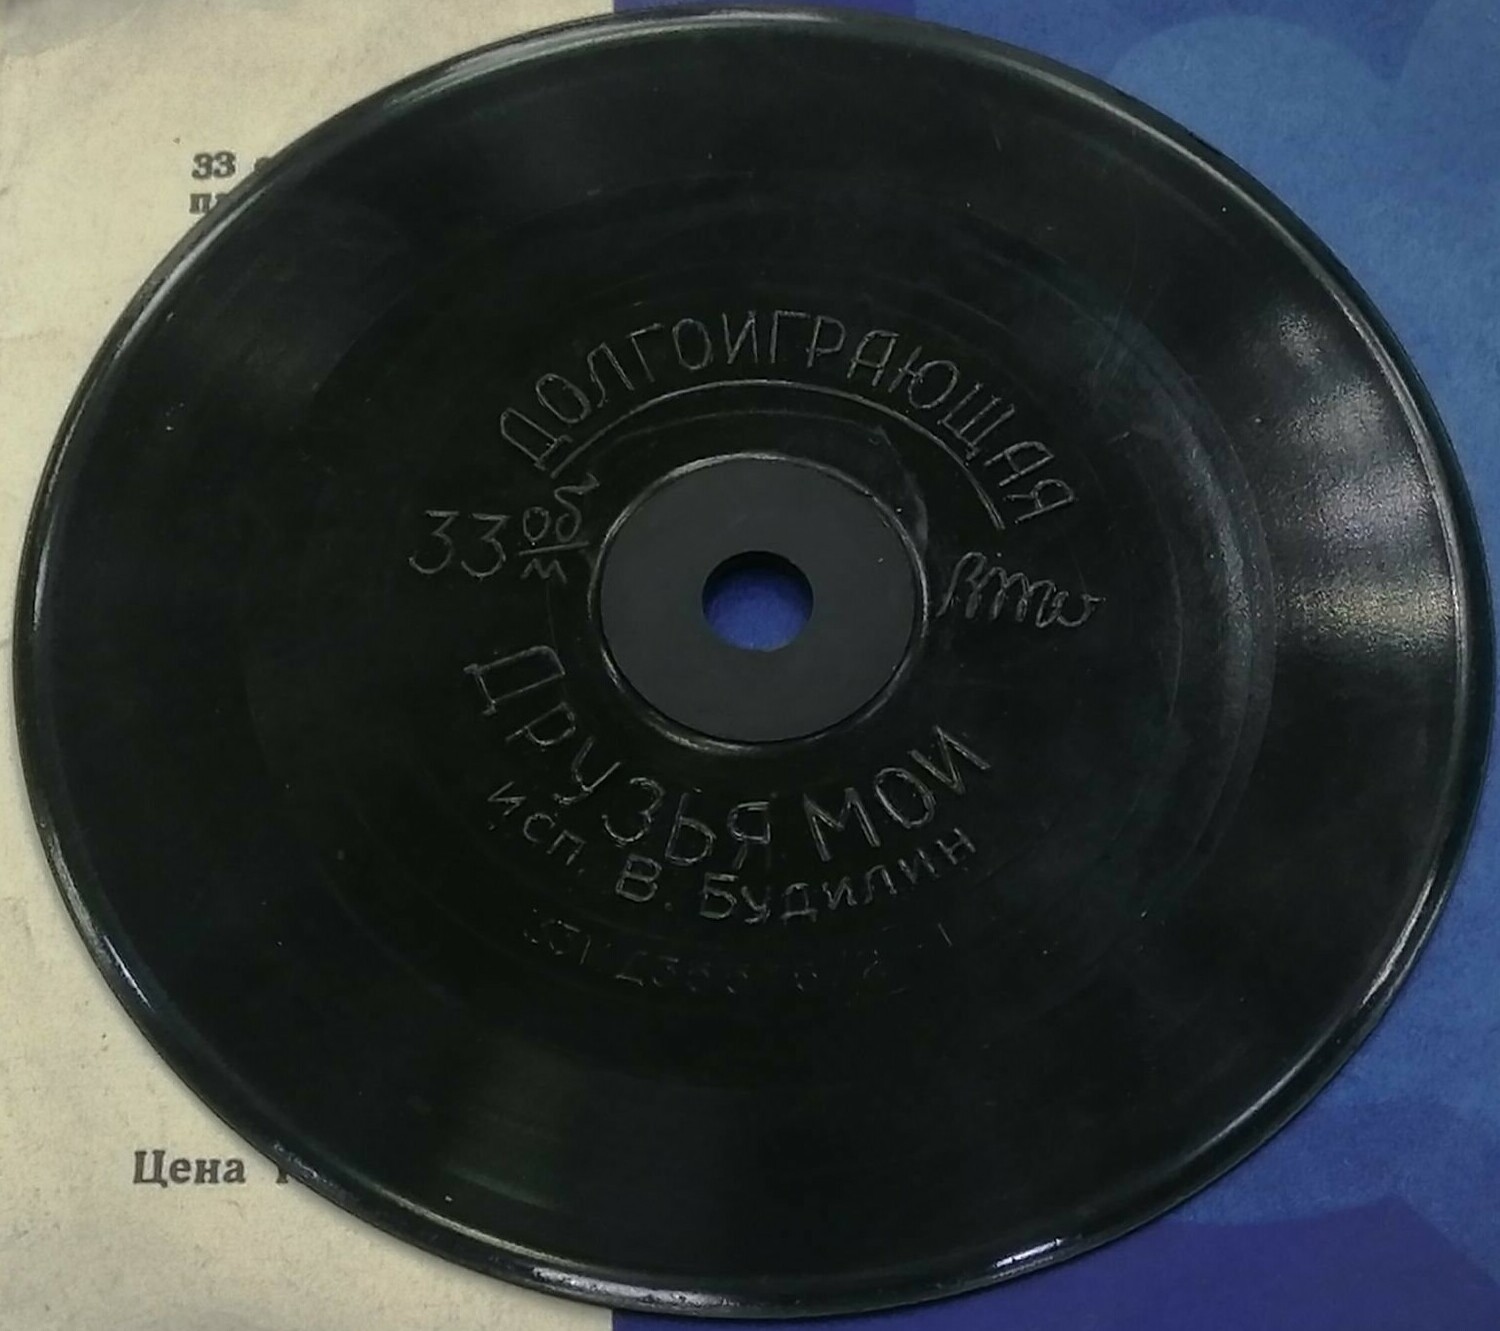 33
ДОЛГОИГРАЮЩАЯ
33 об/м
ДРУЗЬЯ МОИ
исп. В. Будилин
Цена